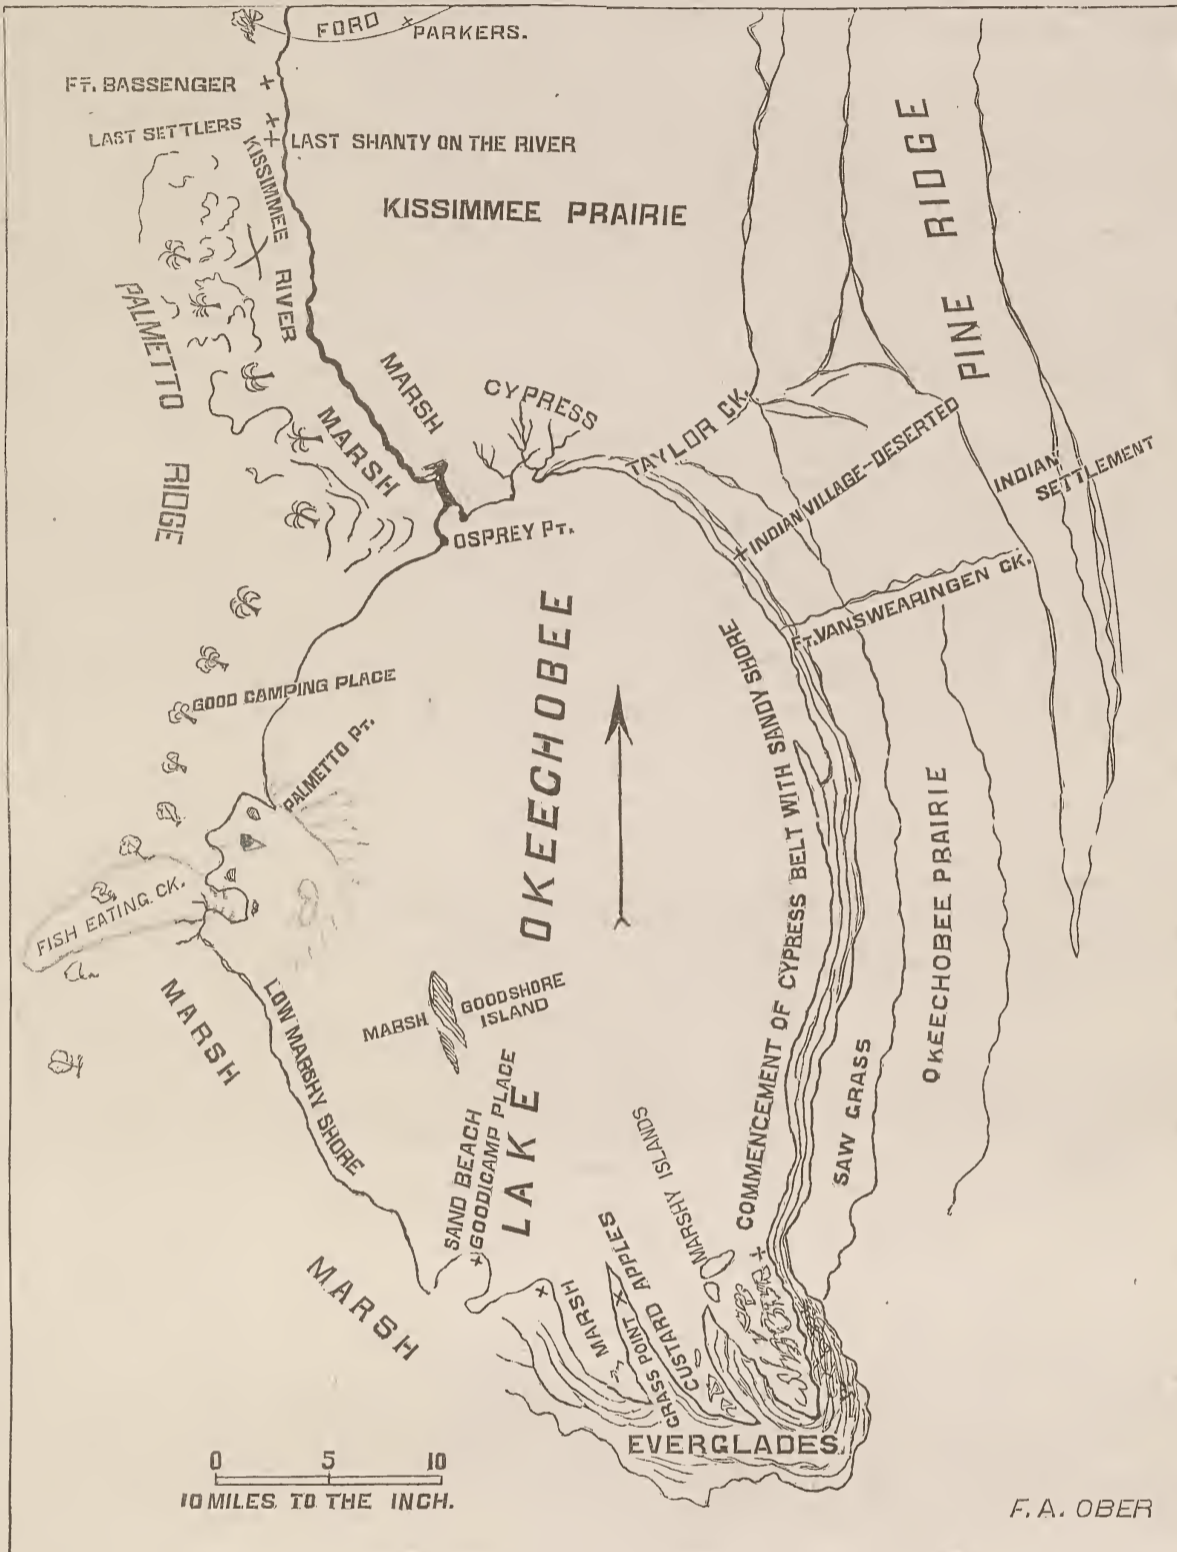 FORD
PARKERS.
FT. BASSENGER
LAST SETTLERS
LAST SHANTY ON THE RIVER
KISSIMMEE RIVER
KISSIMMEE PRAIRIE
PINE RIDGE
PALMETTO RIDGE
MARSH
MARSH
CYPRESS
TAYLOR CK.
INDIAN VILLAGE-DESERTED
INDIAN
SETTLEMENT
OSPREY PT.
FT. VANSWEARINGEN CK.
GOOD CAMPING PLACE
PALMETTO PT.
LAKE OKEECHOBEE
COMMENCEMENT OF CYPRESS BELT WITH SANDY SHORE
OKEECHOBEE PRAIRIE
FISH EATING CK.
MARSH
LOW MARSHY SHORE
MARSH
GOOD SHORE
ISLAND
SAW GRASS
SAND BEACH
GOOD CAMP PLACE
MARSHY ISLANDS
MARSH
MARSH
GRASS POINT
CUSTARD APPLES
EVERGLADES.
0 5 10
10 MILES TO THE INCH.
F. A. OBER